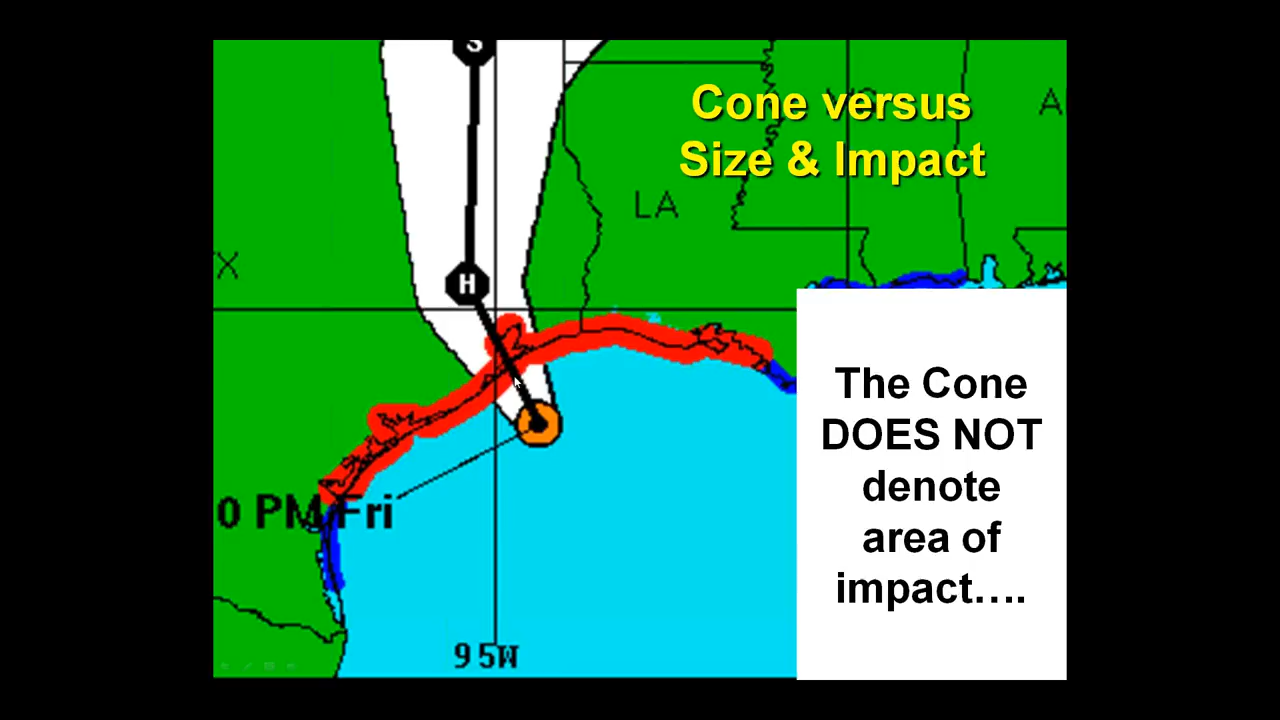 S
Cone versus
Size & Impact
A
LA
X
H
The Cone
DOES NOT
denote
area of
impact....
0 PM Fri
95W